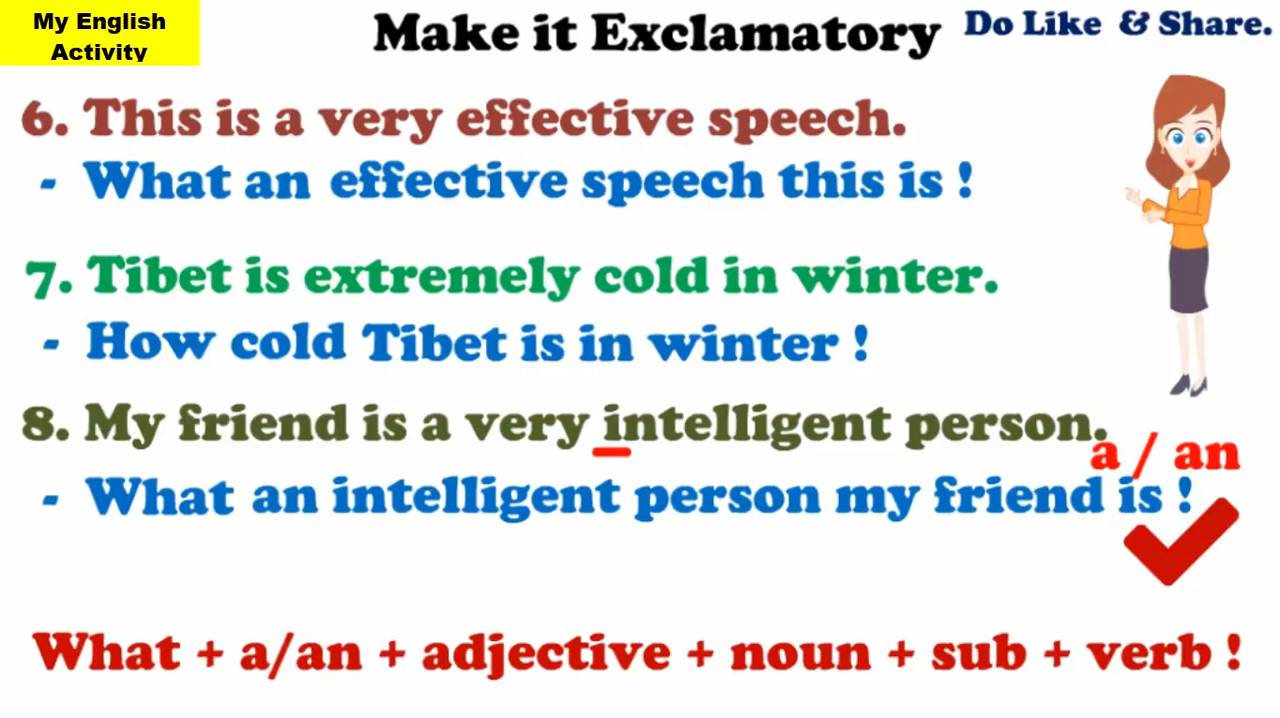 My English
Activity
Make it Exclamatory
Do Like & Share.
6. This is a very effective speech.
- What an effective speech this is !
7. Tibet is extremely cold in winter.
- How cold Tibet is in winter !
8. My friend is a very intelligent person.
a / an
- What an intelligent person my friend is !
What + a/an + adjective + noun + sub + verb !